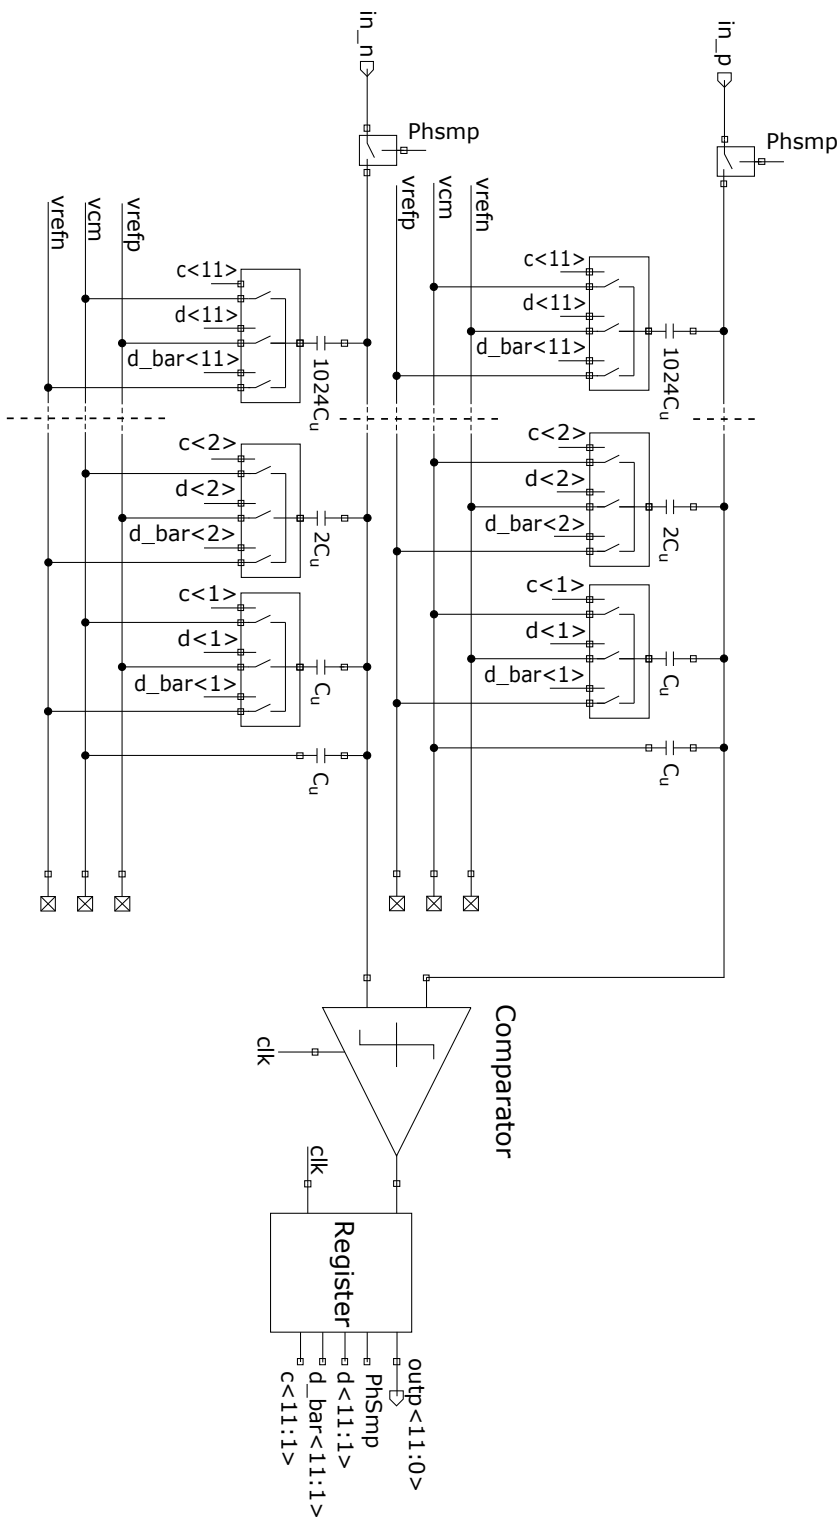 in_n
in_p
Phsmp
Phsmp
vrefn
vcm
vrefp
vrefp
vcm
vrefn
c<11>
d<11>
d_bar<11>
1024Cu
c<11>
d<11>
d_bar<11>
1024Cu
c<2>
d<2>
d_bar<2>
2Cu
c<2>
d<2>
d_bar<2>
2Cu
c<1>
d<1>
d_bar<1>
Cu
c<1>
d<1>
d_bar<1>
Cu
Cu
Cu
clk
Comparator
clk
Register
outp<11:0>
PhSmp
d<11:1>
d_bar<11:1>
c<11:1>